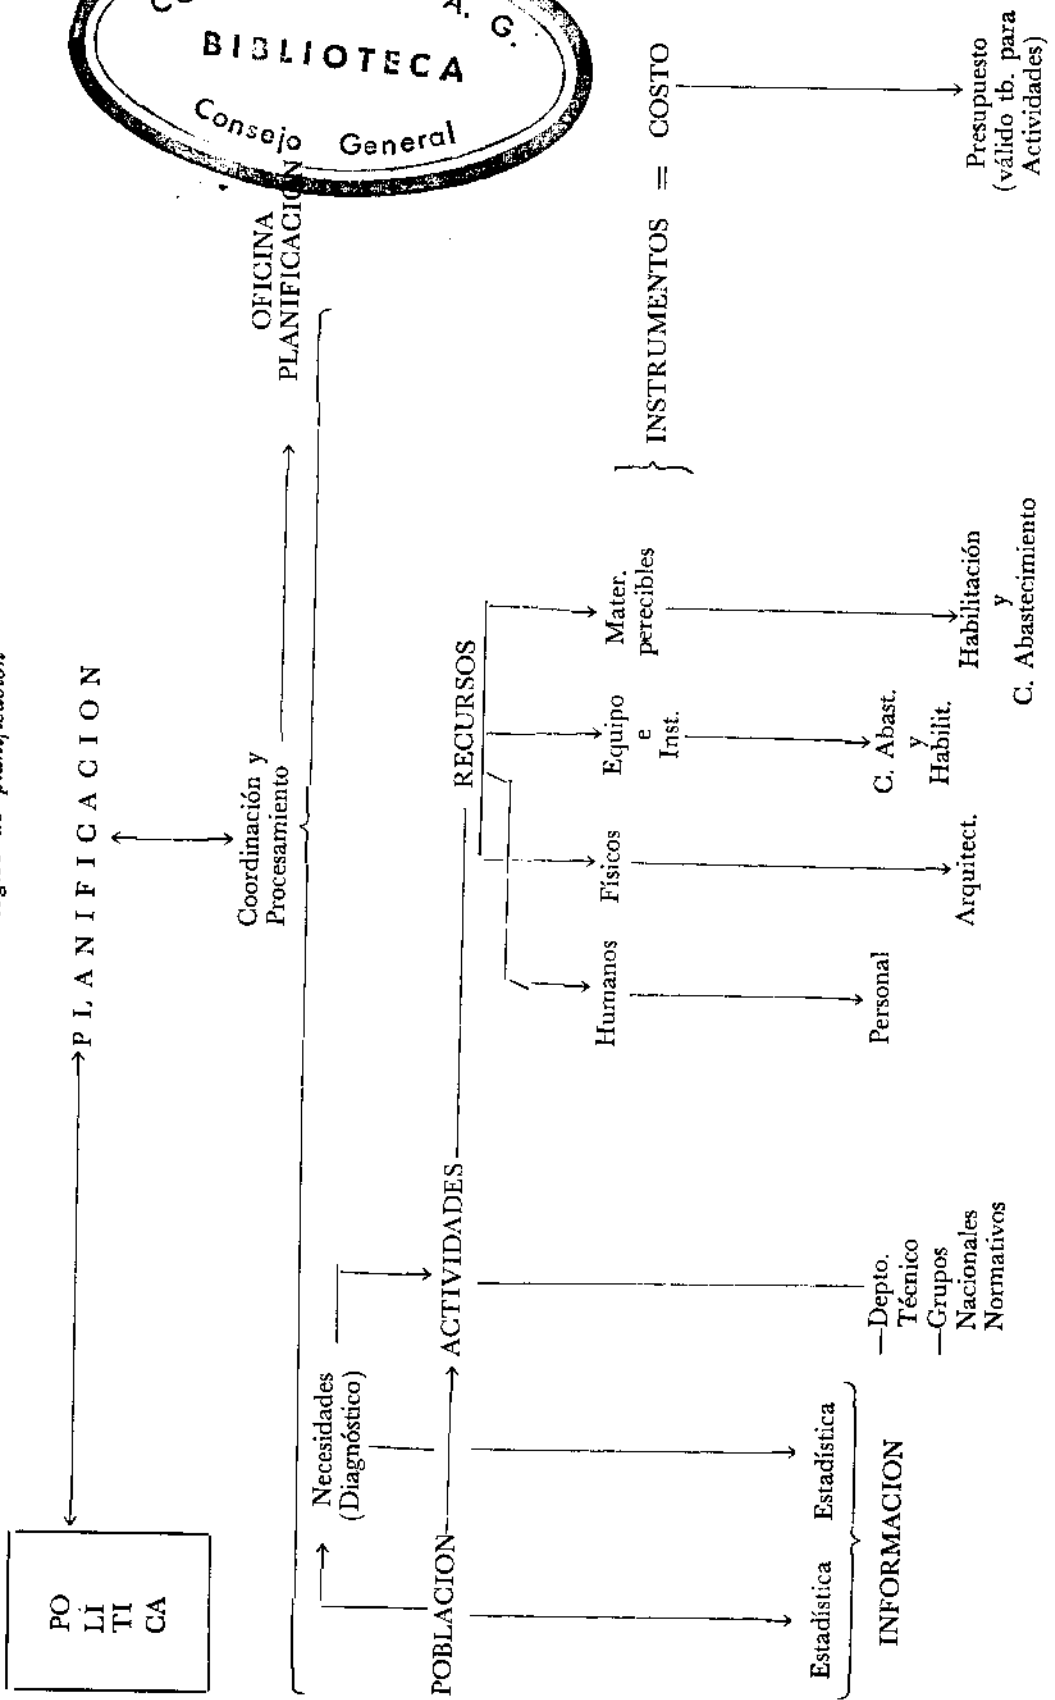 planificación
PO
LÍ
TI
CA
PLANIFICACION
Coordinación y
Procesamiento
OFICINA
PLANIFICACION
A. G.
BIBLIOTECA
Consejo General
Necesidades
(Diagnóstico)
POBLACION
ACTIVIDADES
RECURSOS
Humanos
Físicos
Equipo
e
Inst.
Mater.
perecibles
INSTRUMENTOS = COSTO
Estadística
Estadística
INFORMACION
—Depto.
Técnico
—Grupos
Nacionales
Normativos
Personal
Arquitect.
C. Abast.
y
Habilit.
Habilitación
y
C. Abastecimiento
Presupuesto
(válido tb. para
Actividades)